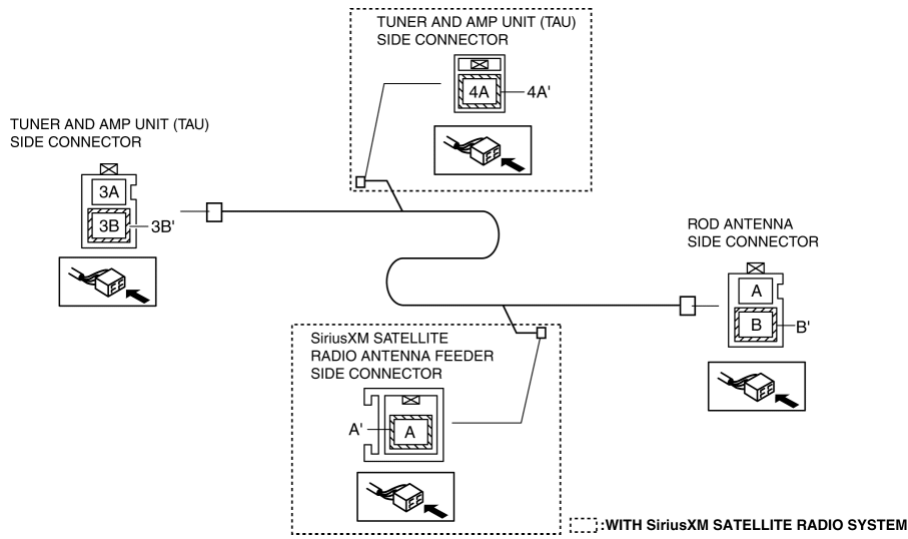 TUNER AND AMP UNIT (TAU)
SIDE CONNECTOR
4A
4A'
TUNER AND AMP UNIT (TAU)
SIDE CONNECTOR
3A
3B
3B'
ROD ANTENNA
SIDE CONNECTOR
A
B
B'
SiriusXM SATELLITE
RADIO ANTENNA FEEDER
SIDE CONNECTOR
A'
A
:WITH SiriusXM SATELLITE RADIO SYSTEM